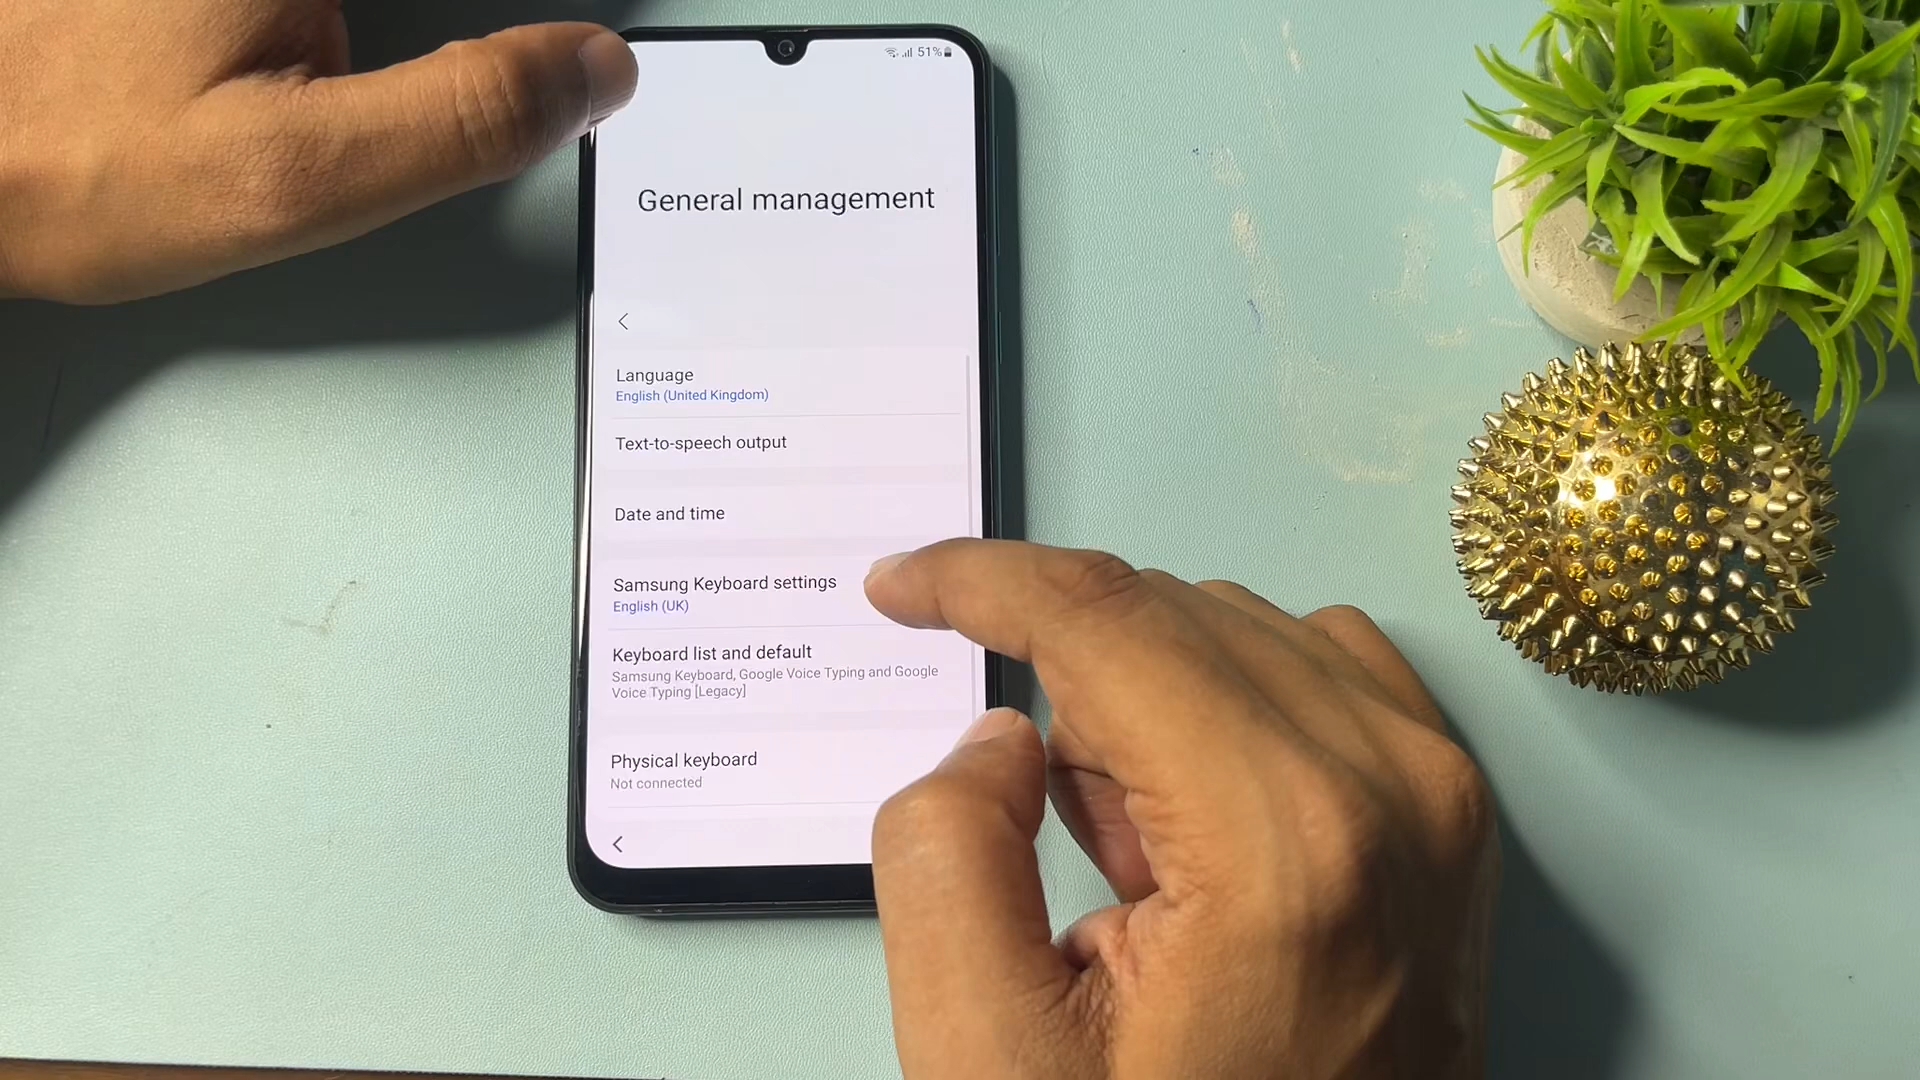 51%
General management
Language
English (United Kingdom)
Text-to-speech output
Date and time
Samsung Keyboard settings
English (UK)
Keyboard list and default
Samsung Keyboard, Google Voice Typing and Google
Voice Typing [Legacy]
Physical keyboard
Not connected